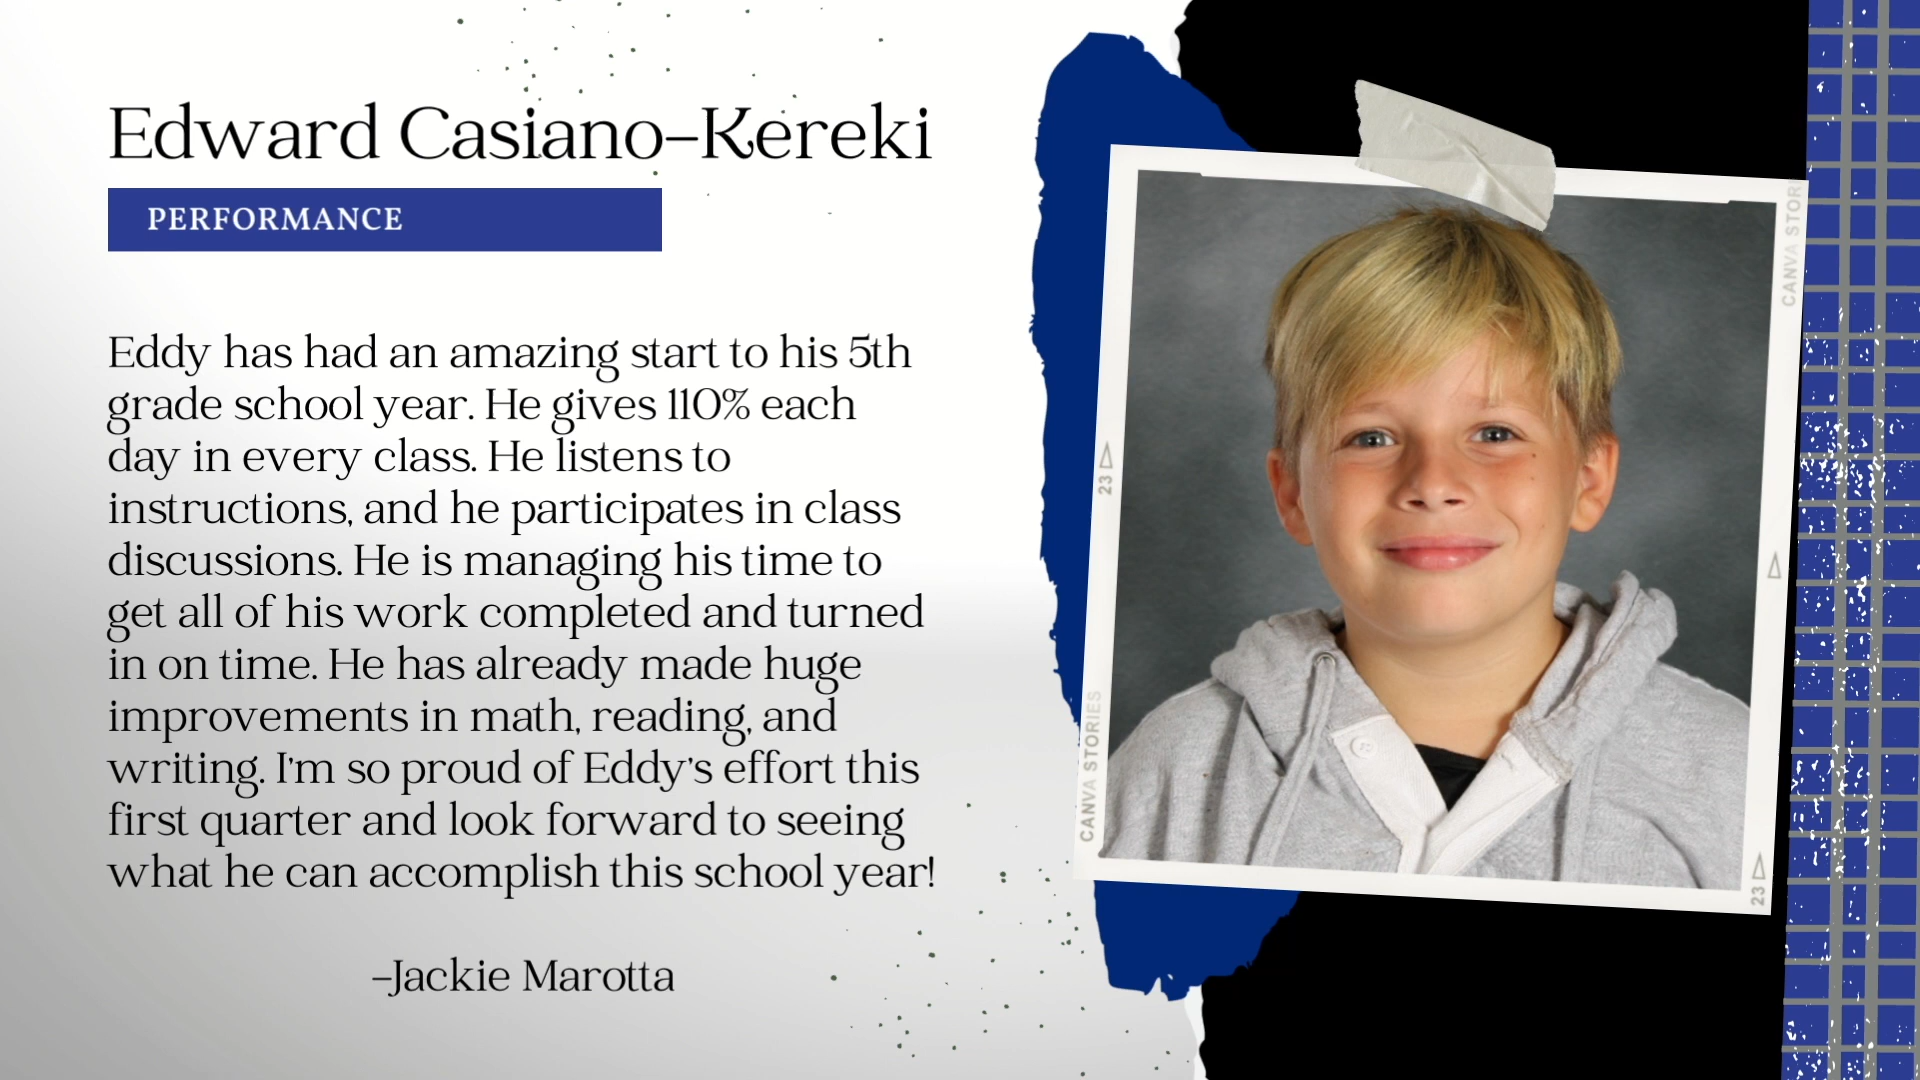 Edward Casiano–Kereki
PERFORMANCE
Eddy has had an amazing start to his 5th
grade school year. He gives 110% each
day in every class. He listens to
instructions, and he participates in class
discussions. He is managing his time to
get all of his work completed and turned
in on time. He has already made huge
improvements in math, reading, and
writing. I'm so proud of Eddy's effort this
first quarter and look forward to seeing
what he can accomplish this school year!
–Jackie Marotta
CANVA STORIES
23
CANVA STORI
23